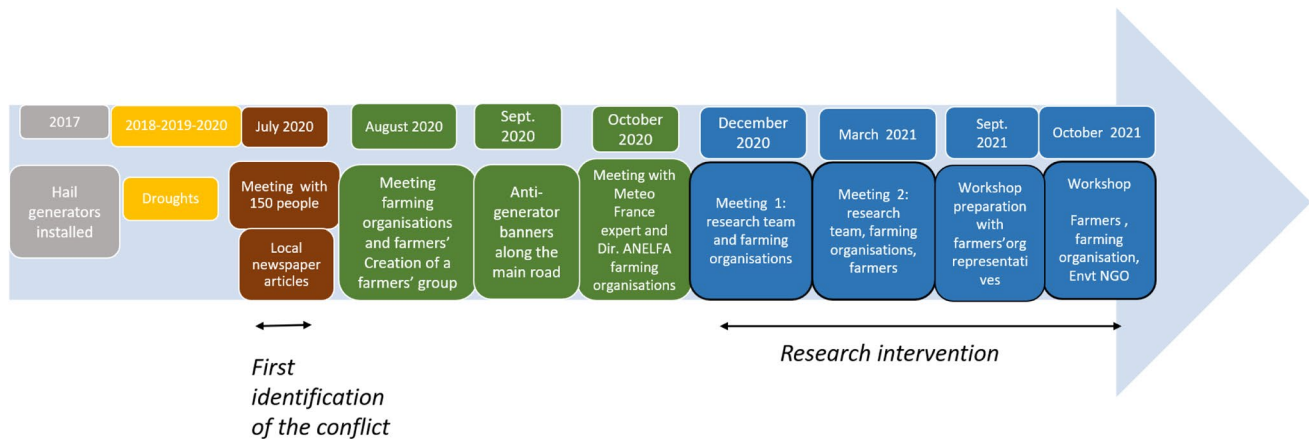 2017
2018-2019-2020
July 2020
August 2020
Sept.
2020
October
2020
December
2020
March 2021
Sept.
2021
October 2021
Hail
generators
installed
Droughts
Meeting with
150 people
Local
newspaper
articles
Meeting
farming
organisations
and farmers’
Creation of a
farmers’ group
Anti-
generator
banners
along the
main road
Meeting with
Meteo
France
expert and
Dir. ANELFA
farming
organisations
Meeting 1:
research team
and farming
organisations
Meeting 2:
research
team, farming
organisations,
farmers
Workshop
preparation
with
farmers’org
representati
ves
Workshop
Farmers ,
farming
organisation,
Envt NGO
First
identification
of the conflict
Research intervention